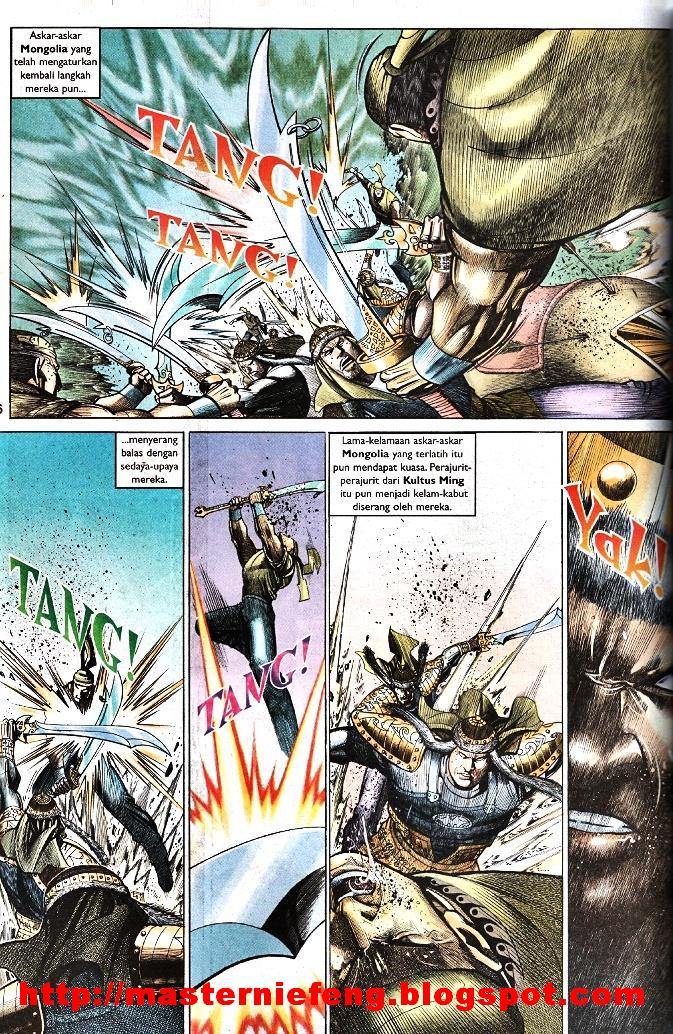 Askar-askar
Mongolia yang
telah mengaturkan
kembali langkah
mereka pun...
TANG!
TANG!
...menyerang
balas dengan
sedaya-upaya
mereka.
TANG!
TANG!
Lama-kelamaan askar-askar
Mongolia yang terlatih itu
pun mendapat kuasa. Perajurit-
perajurit dari Kultus Ming
itu pun menjadi kelam-kabut
diserang oleh mereka.
Yak!
http://masterniefeng.blogspot.com